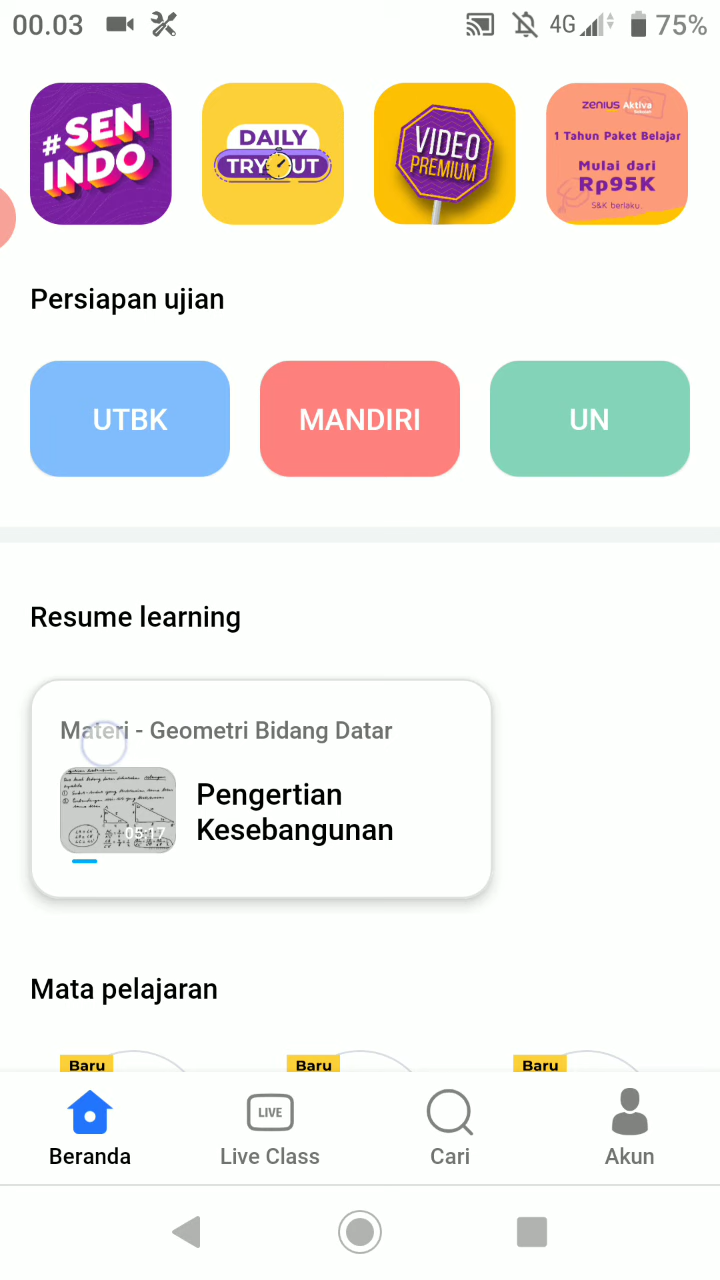 00.03
4G
75%
#SEN
INDO
DAILY
TRYOUT
VIDEO
PREMIUM
zenius Aktiva
1 Tahun Paket Belajar
Mulai dari
Rp95K
S&K berlaku.
Persiapan ujian
UTBK
MANDIRI
UN
Resume learning
Materi - Geometri Bidang Datar
05:17
Pengertian
Kesebangunan
Mata pelajaran
Baru
Baru
Baru
LIVE
Beranda
Live Class
Cari
Akun